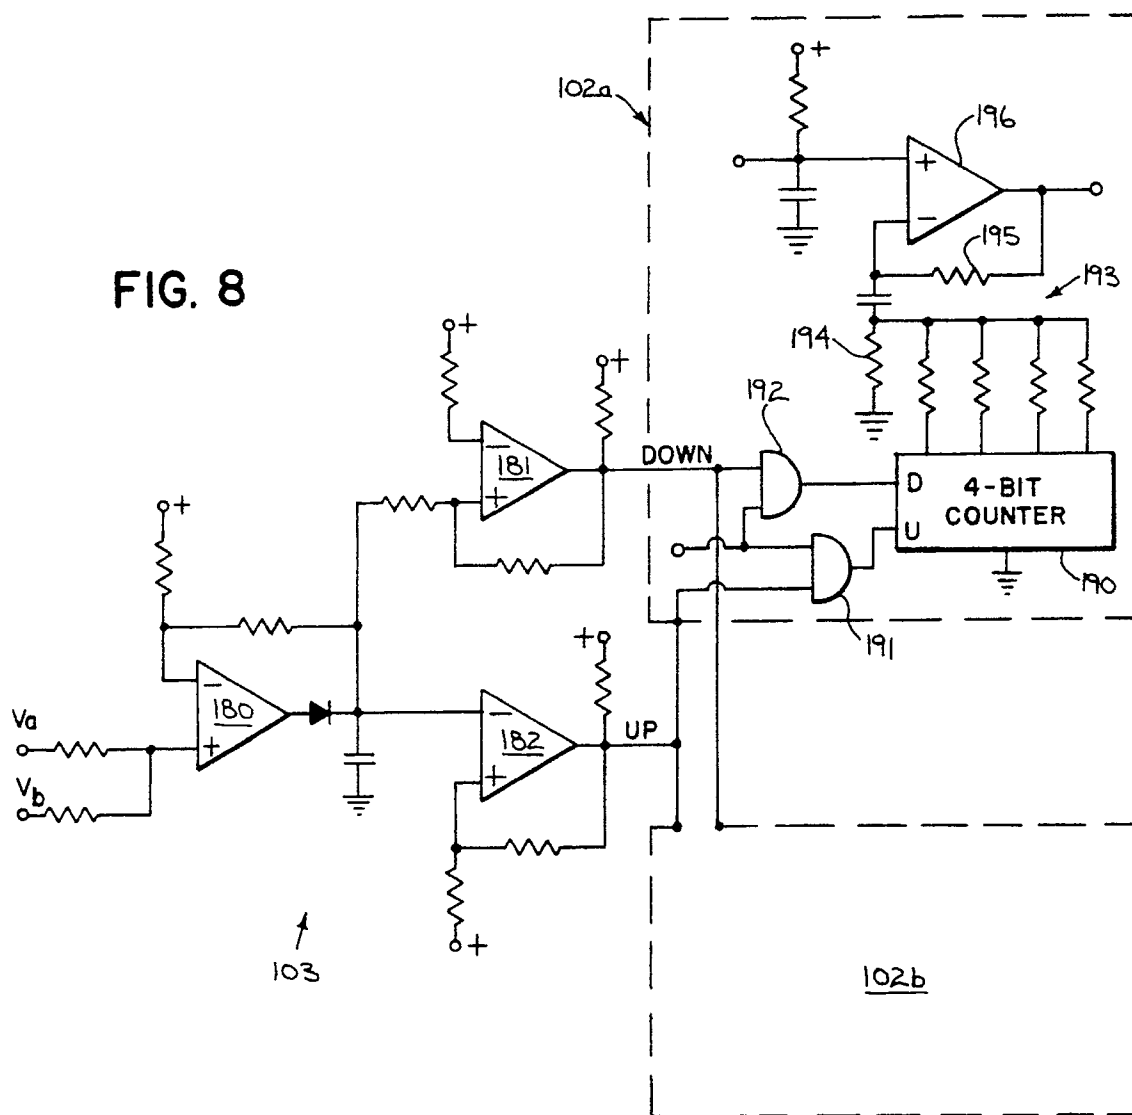 +
102a
196
+
−
195
FIG. 8
193
+
194
+
192
−
181
DOWN
+
D
4-BIT
COUNTER
+
U
190
191
+
−
180
−
UP
Va
182
+
+
Vb
+
103
102b